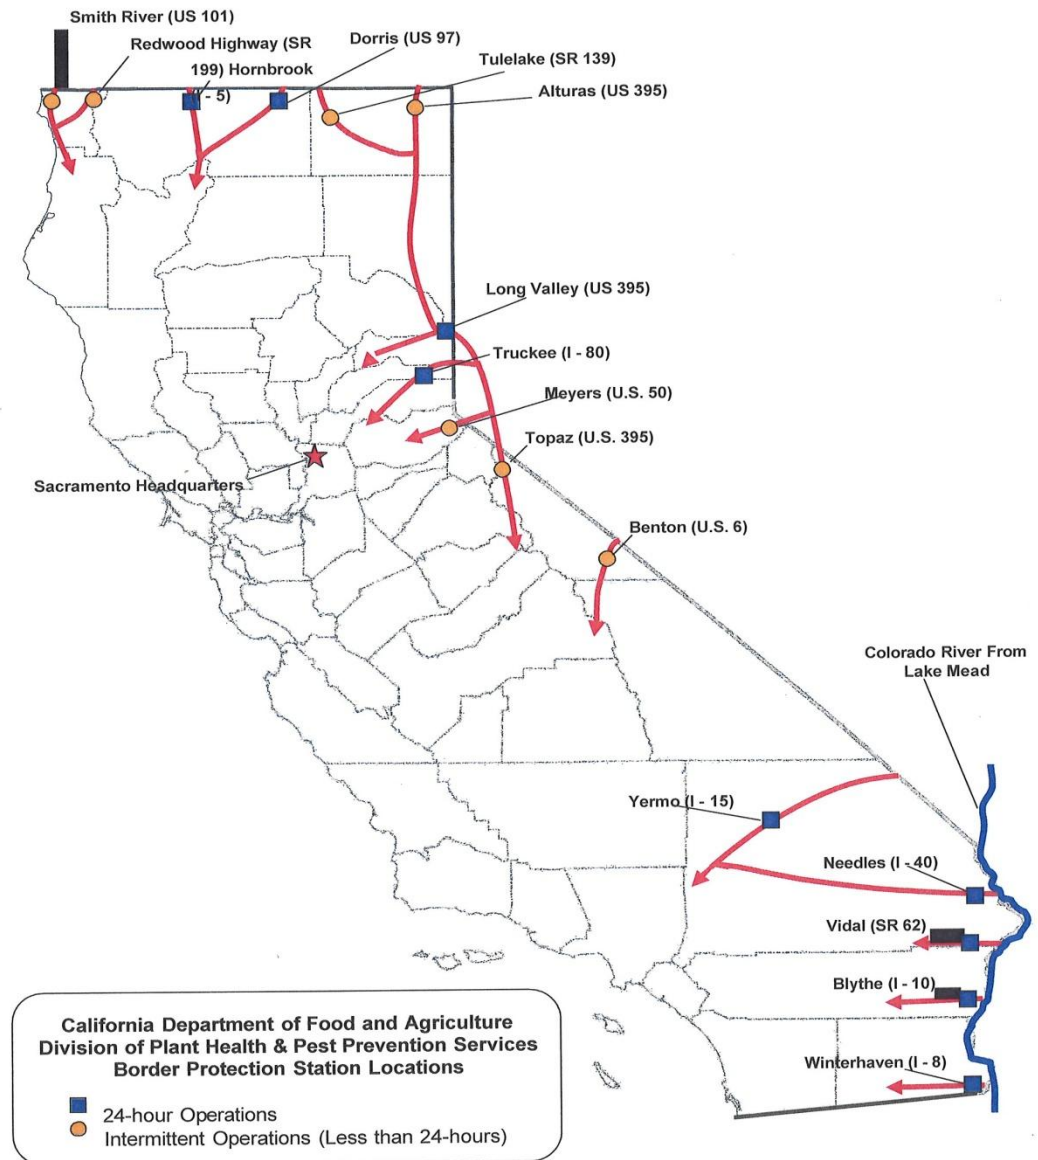 Smith River (US 101)
Redwood Highway (SR
199) Hornbrook
(I - 5)
Dorris (US 97)
Tulelake (SR 139)
Alturas (US 395)
Long Valley (US 395)
Truckee (I - 80)
Meyers (U.S. 50)
Topaz (U.S. 395)
Sacramento Headquarters
Benton (U.S. 6)
Colorado River From
Lake Mead
Yermo (I - 15)
Needles (I - 40)
Vidal (SR 62)
Blythe (I - 10)
Winterhaven (I - 8)
California Department of Food and Agriculture
Division of Plant Health & Pest Prevention Services
Border Protection Station Locations
24-hour Operations
Intermittent Operations (Less than 24-hours)